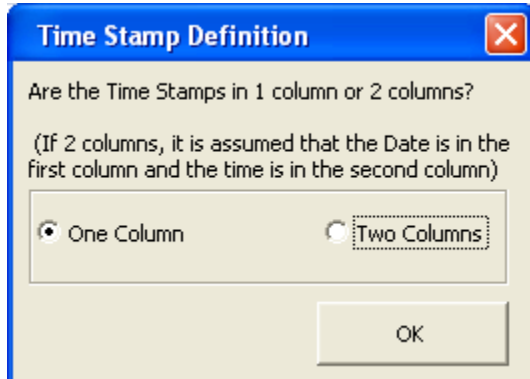 Time Stamp Definition
Are the Time Stamps in 1 column or 2 columns?
(If 2 columns, it is assumed that the Date is in the
first column and the time is in the second column)
One Column Two Columns
OK